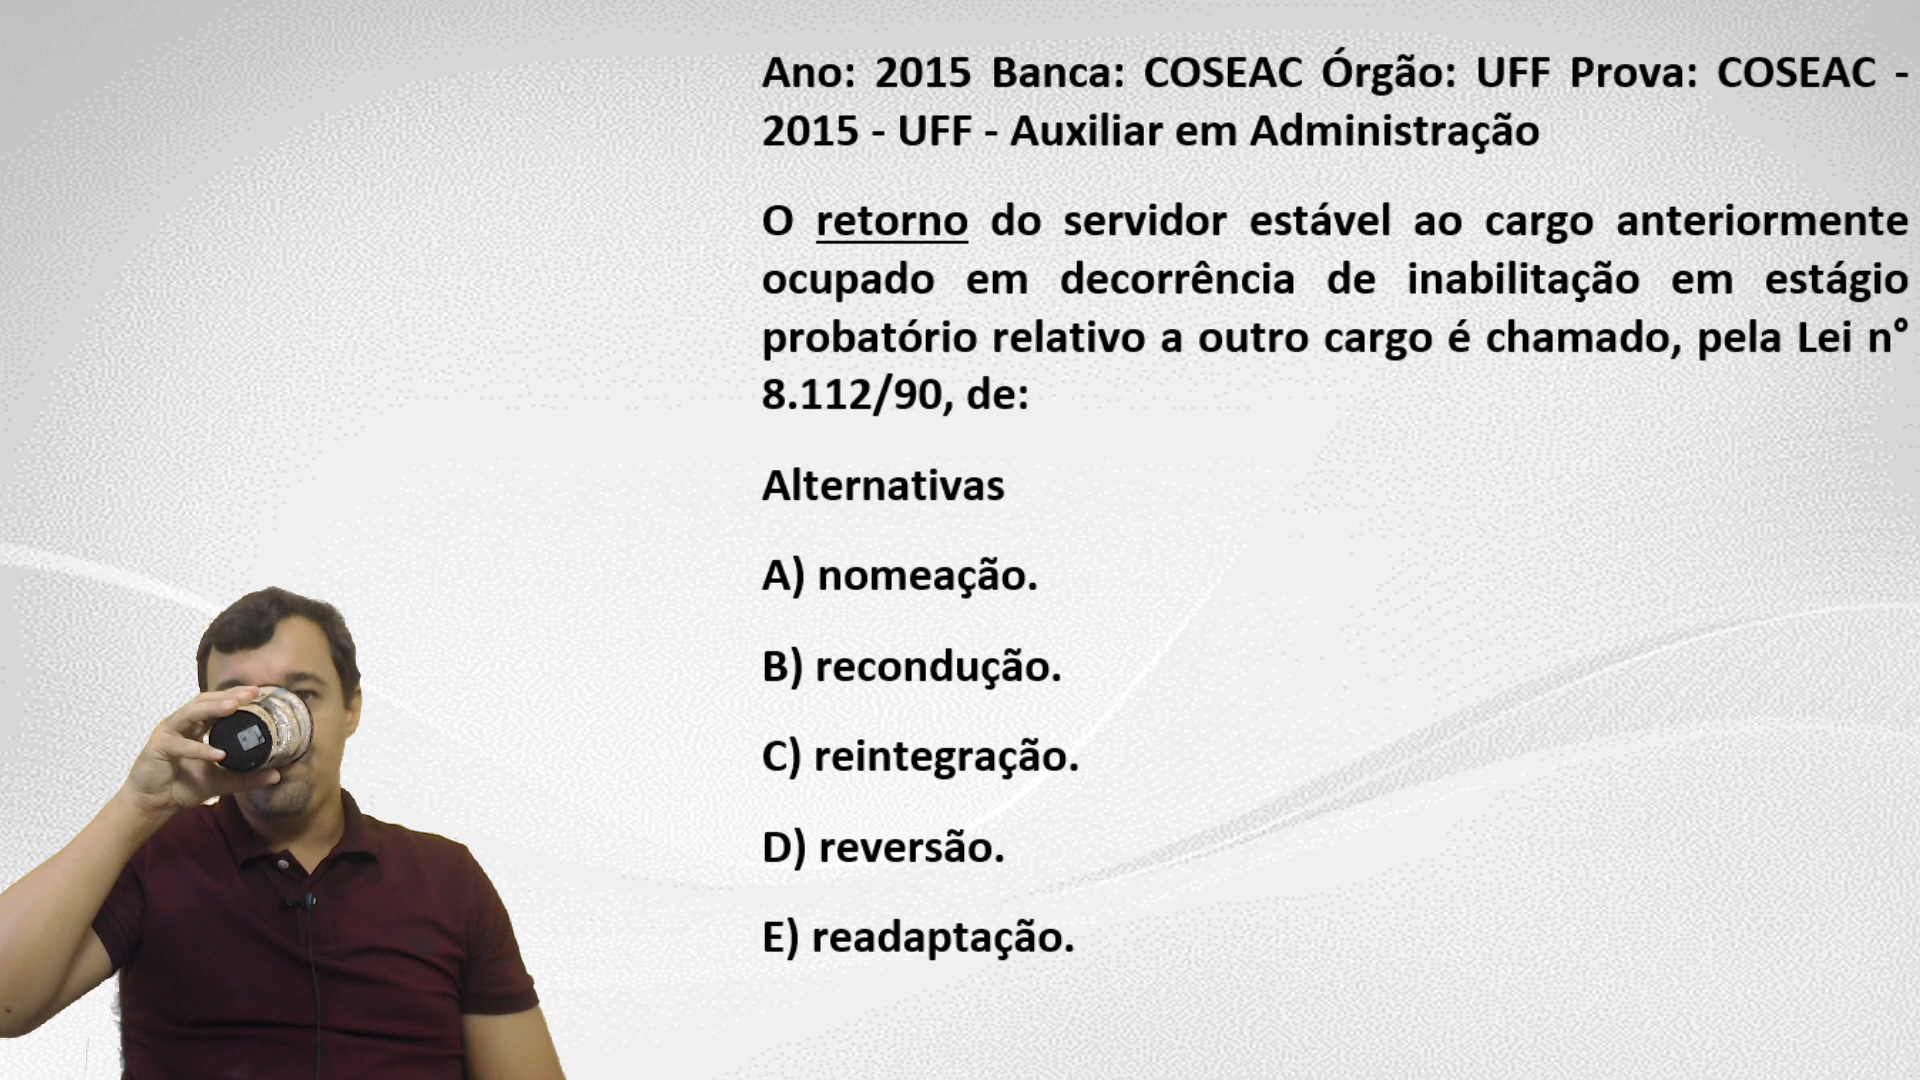 Ano: 2015 Banca: COSEAC Órgão: UFF Prova: COSEAC -
2015 - UFF - Auxiliar em Administração
O retorno do servidor estável ao cargo anteriormente
ocupado em decorrência de inabilitação em estágio
probatório relativo a outro cargo é chamado, pela Lei n°
8.112/90, de:
Alternativas
A) nomeação.
B) recondução.
C) reintegração.
D) reversão.
E) readaptação.